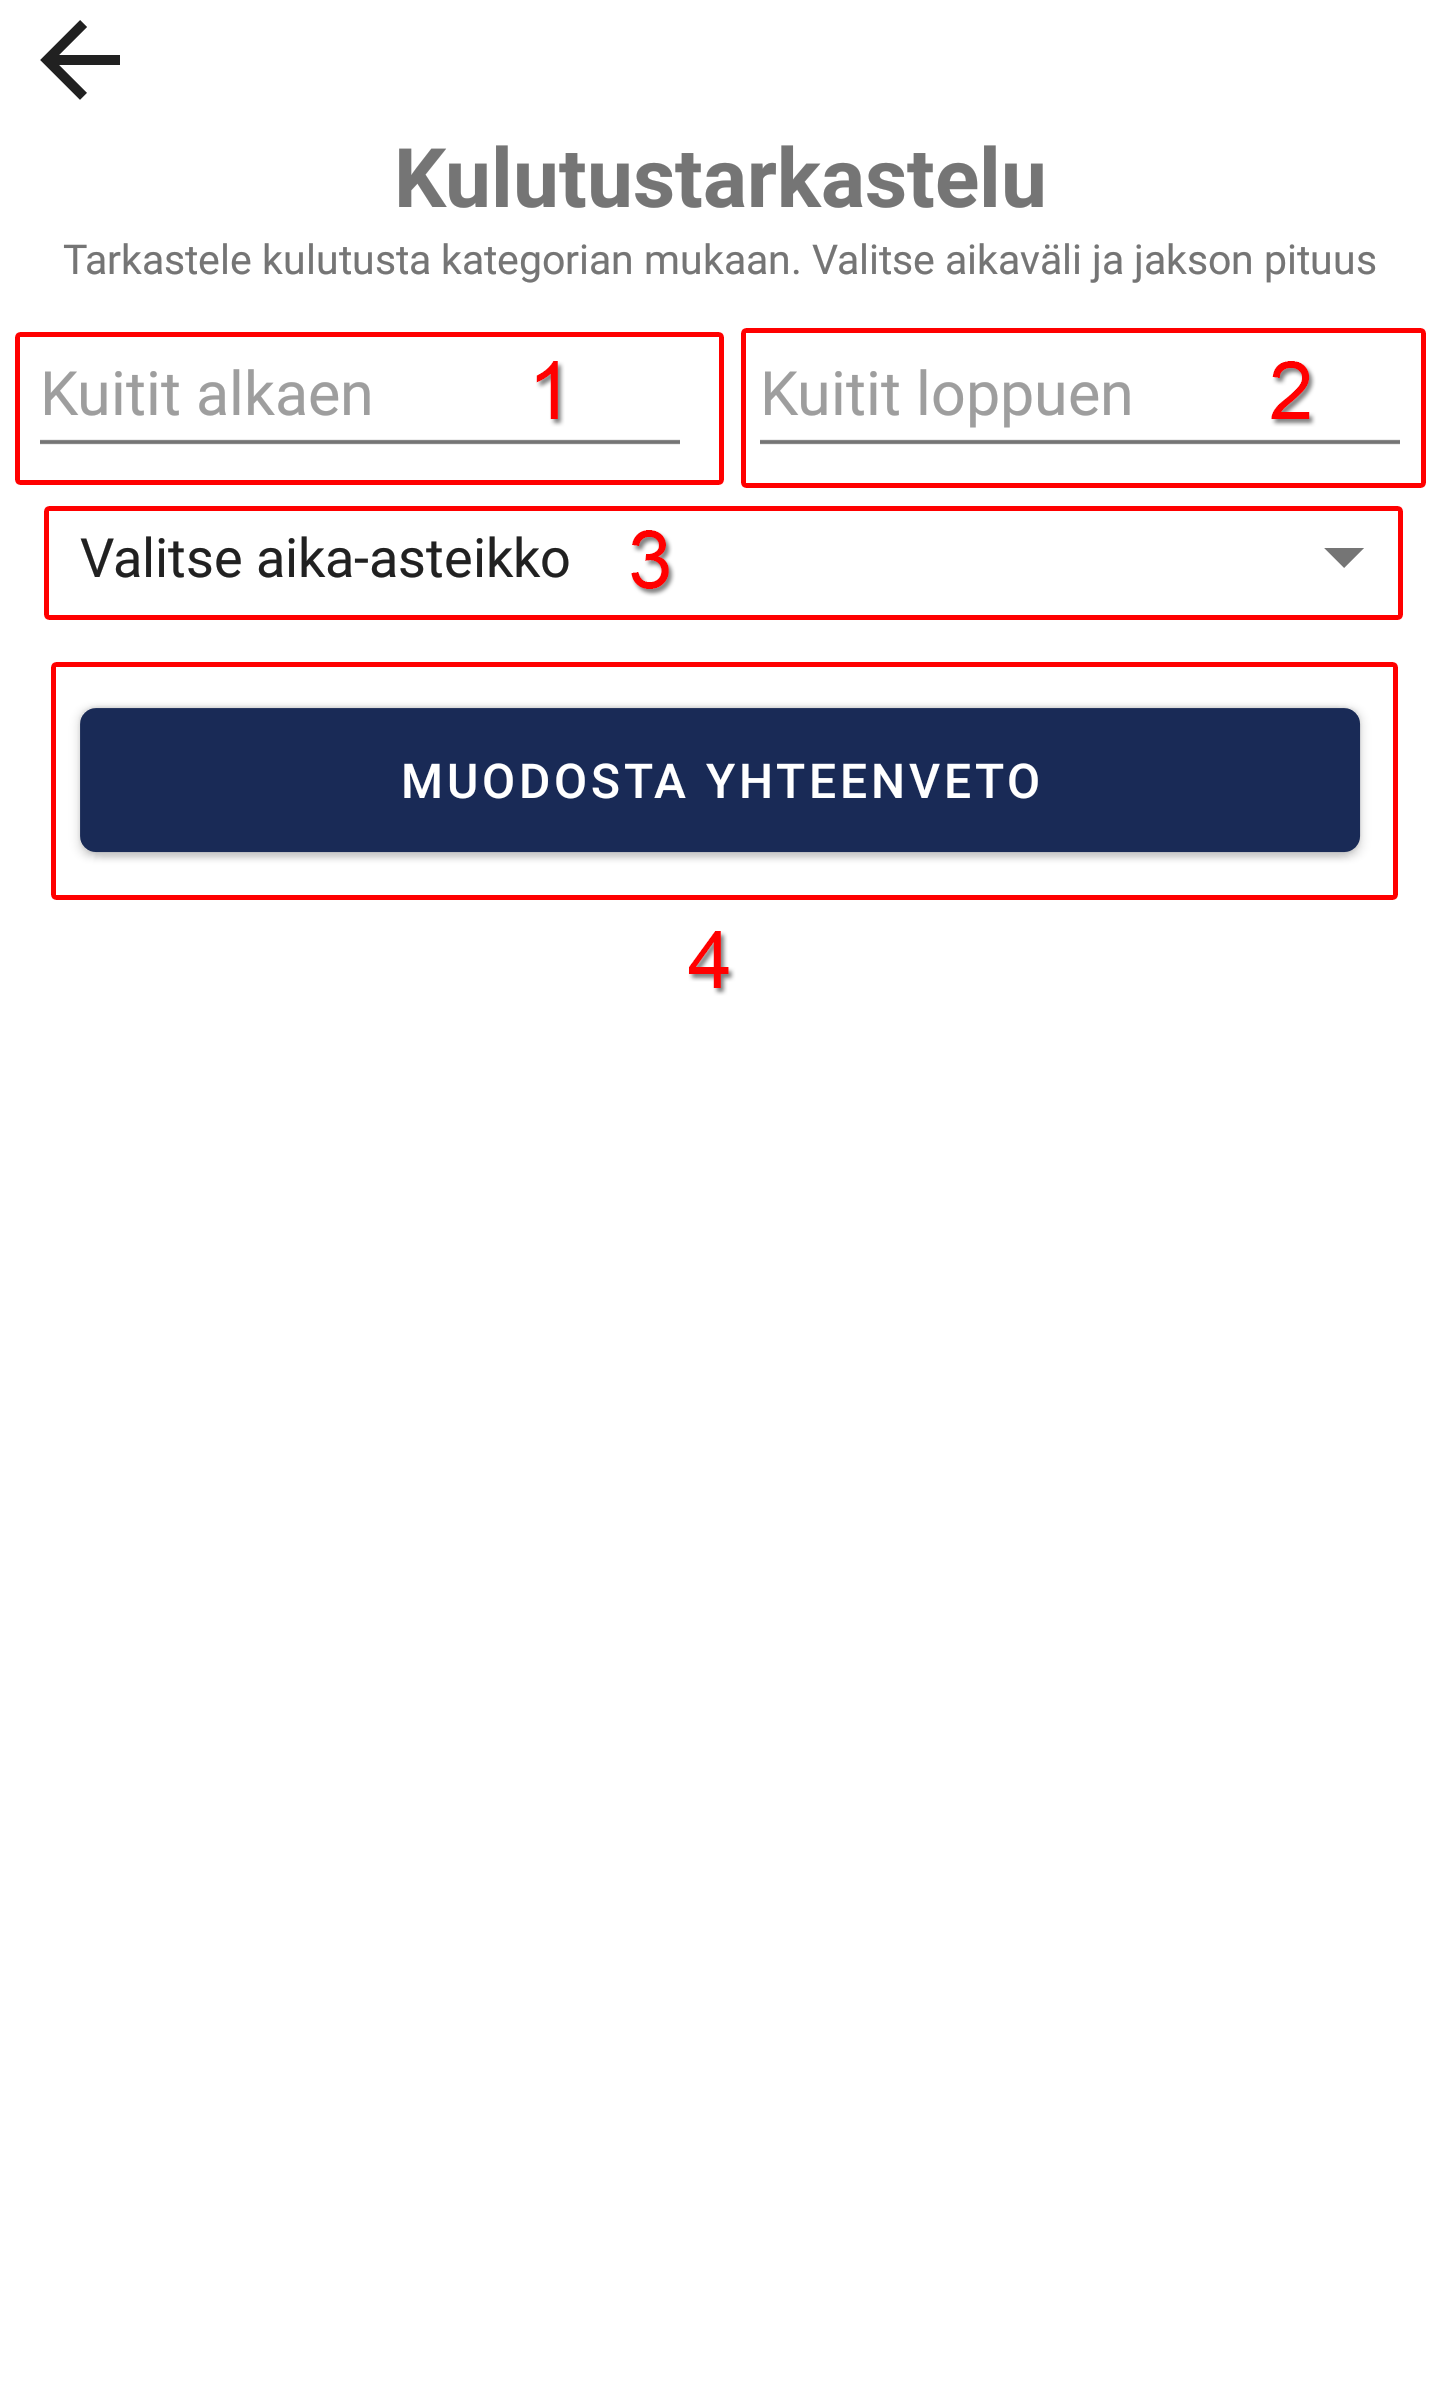 Kulutustarkastelu
Tarkastele kulutusta kategorian mukaan. Valitse aikaväli ja jakson pituus
Kuitit alkaen 1 Kuitit loppuen 2
Valitse aika-asteikko 3
MUODOSTA YHTEENVETO
4